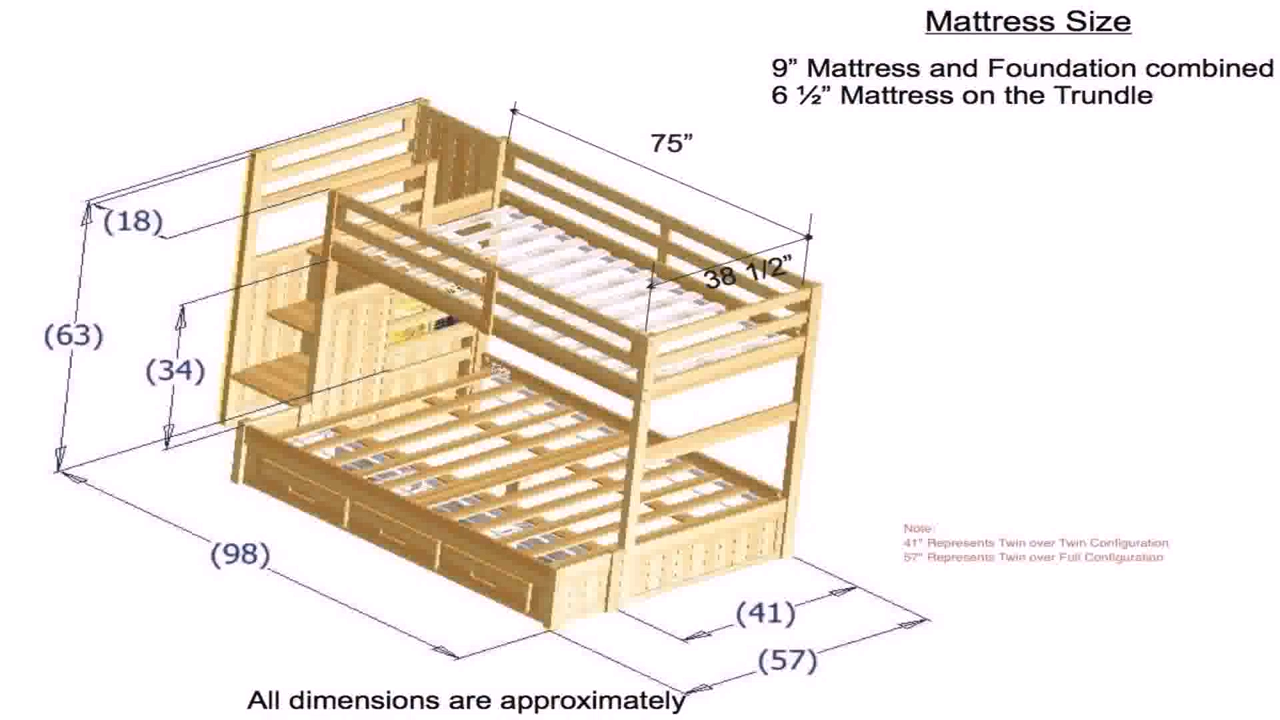 Mattress Size
9” Mattress and Foundation combined
6 ½” Mattress on the Trundle
75”
(18)
38 1/2”
(63)
(34)
Note:
41" Represents Twin over Twin Configuration
57" Represents Twin over Full Configuration
(98)
(41)
(57)
All dimensions are approximately